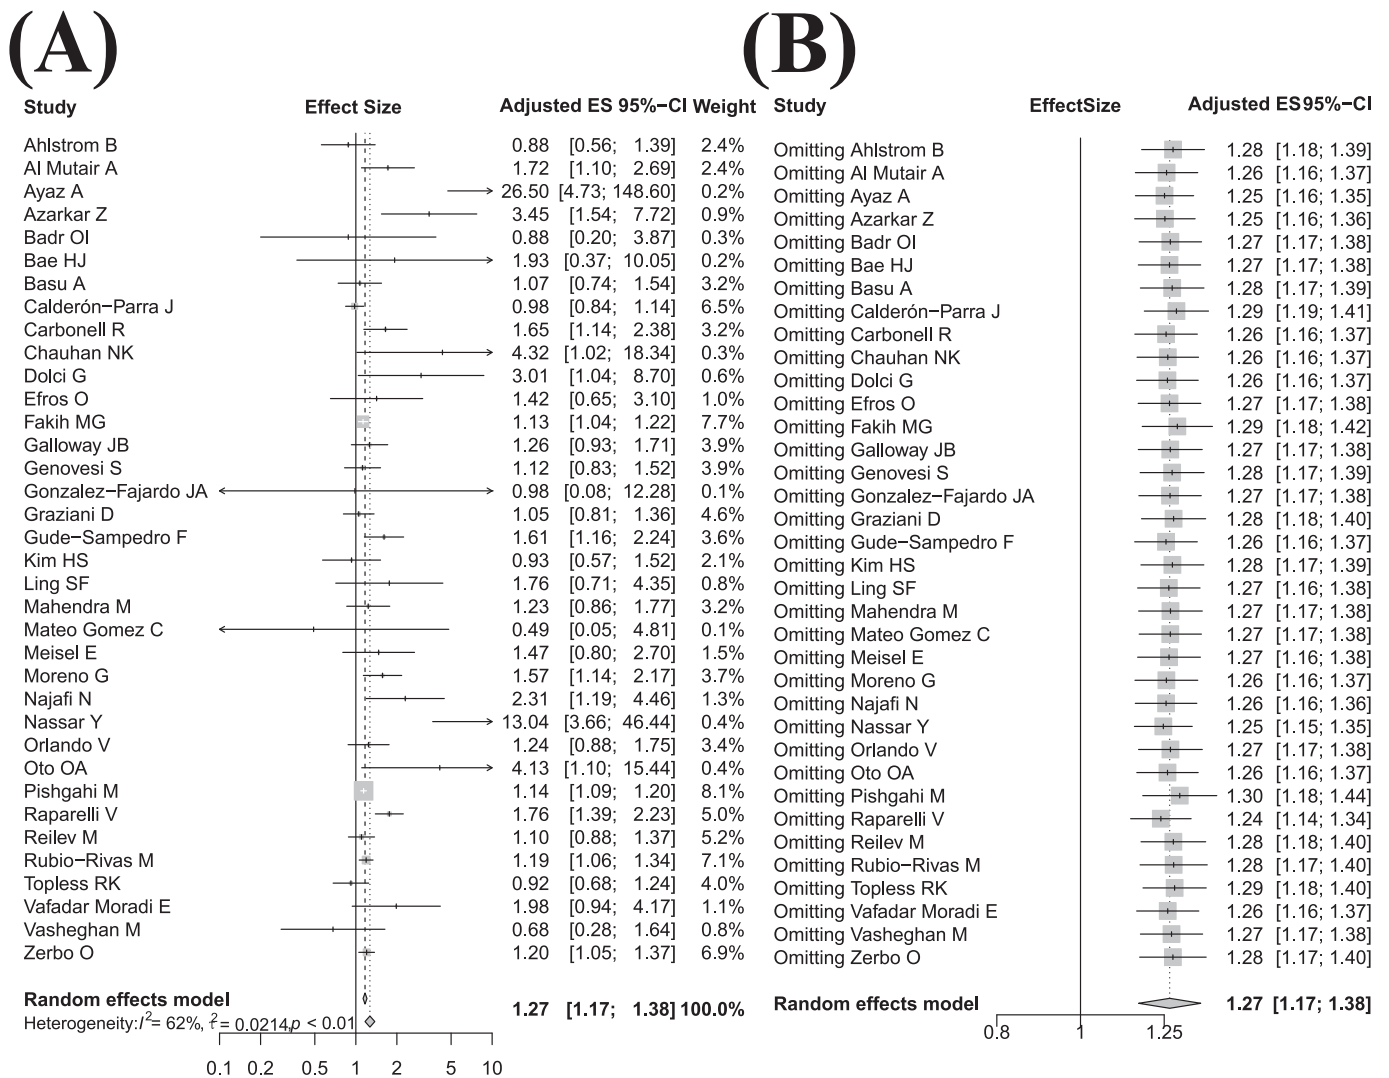 (A)
Study Effect Size Adjusted ES 95%−CI Weight
Ahlstrom B 0.88 [0.56; 1.39] 2.4%
Al Mutair A 1.72 [1.10; 2.69] 2.4%
Ayaz A 26.50 [4.73; 148.60] 0.2%
Azarkar Z 3.45 [1.54; 7.72] 0.9%
Badr OI 0.88 [0.20; 3.87] 0.3%
Bae HJ 1.93 [0.37; 10.05] 0.2%
Basu A 1.07 [0.74; 1.54] 3.2%
Calderón−Parra J 0.98 [0.84; 1.14] 6.5%
Carbonell R 1.65 [1.14; 2.38] 3.2%
Chauhan NK 4.32 [1.02; 18.34] 0.3%
Dolci G 3.01 [1.04; 8.70] 0.6%
Efros O 1.42 [0.65; 3.10] 1.0%
Fakih MG 1.13 [1.04; 1.22] 7.7%
Galloway JB 1.26 [0.93; 1.71] 3.9%
Genovesi S 1.12 [0.83; 1.52] 3.9%
Gonzalez−Fajardo JA 0.98 [0.08; 12.28] 0.1%
Graziani D 1.05 [0.81; 1.36] 4.6%
Gude−Sampedro F 1.61 [1.16; 2.24] 3.6%
Kim HS 0.93 [0.57; 1.52] 2.1%
Ling SF 1.76 [0.71; 4.35] 0.8%
Mahendra M 1.23 [0.86; 1.77] 3.2%
Mateo Gomez C 0.49 [0.05; 4.81] 0.1%
Meisel E 1.47 [0.80; 2.70] 1.5%
Moreno G 1.57 [1.14; 2.17] 3.7%
Najafi N 2.31 [1.19; 4.46] 1.3%
Nassar Y 13.04 [3.66; 46.44] 0.4%
Orlando V 1.24 [0.88; 1.75] 3.4%
Oto OA 4.13 [1.10; 15.44] 0.4%
Pishgahi M 1.14 [1.09; 1.20] 8.1%
Raparelli V 1.76 [1.39; 2.23] 5.0%
Reilev M 1.10 [0.88; 1.37] 5.2%
Rubio−Rivas M 1.19 [1.06; 1.34] 7.1%
Topless RK 0.92 [0.68; 1.24] 4.0%
Vafadar Moradi E 1.98 [0.94; 4.17] 1.1%
Vasheghan M 0.68 [0.28; 1.64] 0.8%
Zerbo O 1.20 [1.05; 1.37] 6.9%
Random effects model 1.27 [1.17; 1.38] 100.0%
Heterogeneity: I² = 62%, τ² = 0.0214, p < 0.01
0.1 0.2 0.5 1 2 5 10
(B)
Study EffectSize Adjusted ES 95%−CI
Omitting Ahlstrom B 1.28 [1.18; 1.39]
Omitting Al Mutair A 1.26 [1.16; 1.37]
Omitting Ayaz A 1.25 [1.16; 1.35]
Omitting Azarkar Z 1.25 [1.16; 1.36]
Omitting Badr OI 1.27 [1.17; 1.38]
Omitting Bae HJ 1.27 [1.17; 1.38]
Omitting Basu A 1.28 [1.17; 1.39]
Omitting Calderón−Parra J 1.29 [1.19; 1.41]
Omitting Carbonell R 1.26 [1.16; 1.37]
Omitting Chauhan NK 1.26 [1.16; 1.37]
Omitting Dolci G 1.26 [1.16; 1.37]
Omitting Efros O 1.27 [1.17; 1.38]
Omitting Fakih MG 1.29 [1.18; 1.42]
Omitting Galloway JB 1.27 [1.17; 1.38]
Omitting Genovesi S 1.28 [1.17; 1.39]
Omitting Gonzalez−Fajardo JA 1.27 [1.17; 1.38]
Omitting Graziani D 1.28 [1.18; 1.40]
Omitting Gude−Sampedro F 1.26 [1.16; 1.37]
Omitting Kim HS 1.28 [1.17; 1.39]
Omitting Ling SF 1.27 [1.16; 1.38]
Omitting Mahendra M 1.27 [1.17; 1.38]
Omitting Mateo Gomez C 1.27 [1.17; 1.38]
Omitting Meisel E 1.27 [1.16; 1.38]
Omitting Moreno G 1.26 [1.16; 1.37]
Omitting Najafi N 1.26 [1.16; 1.36]
Omitting Nassar Y 1.25 [1.15; 1.35]
Omitting Orlando V 1.27 [1.17; 1.38]
Omitting Oto OA 1.26 [1.16; 1.37]
Omitting Pishgahi M 1.30 [1.18; 1.44]
Omitting Raparelli V 1.24 [1.14; 1.34]
Omitting Reilev M 1.28 [1.18; 1.40]
Omitting Rubio−Rivas M 1.28 [1.17; 1.40]
Omitting Topless RK 1.29 [1.18; 1.40]
Omitting Vafadar Moradi E 1.26 [1.16; 1.37]
Omitting Vasheghan M 1.27 [1.17; 1.38]
Omitting Zerbo O 1.28 [1.17; 1.40]
Random effects model 1.27 [1.17; 1.38]
0.8 1 1.25